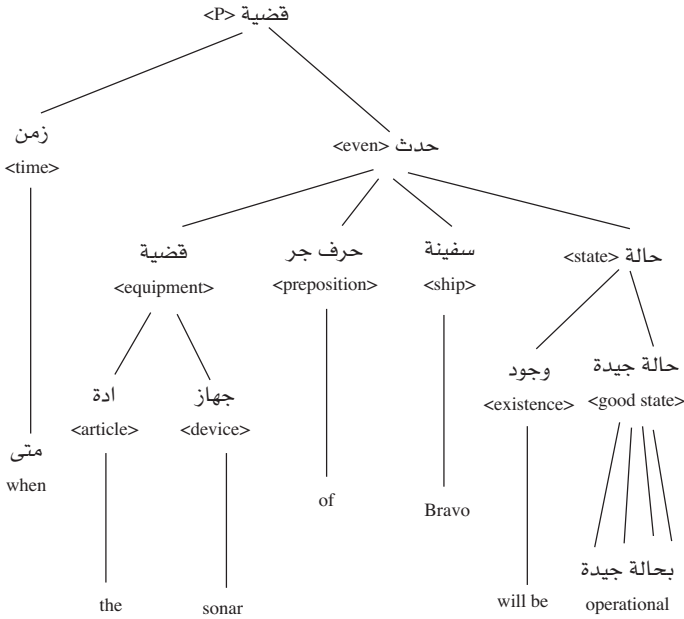 قضية <P>
زمن
<time>
حدث <even>
قضية
<equipment>
حرف جر
<preposition>
سفينة
<ship>
حالة <state>
ادة
<article>
جهاز
<device>
وجود
<existence>
حالة جيدة
<good state>
متى
when
of
Bravo
بحالة جيدة
the
sonar
will be
operational